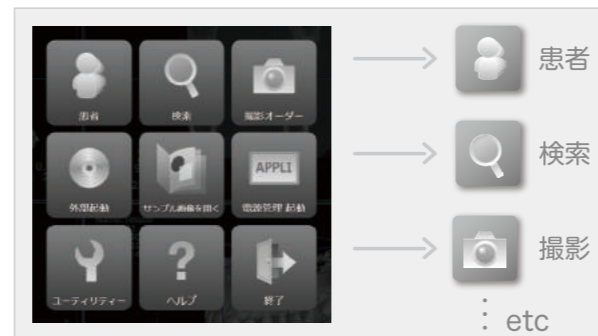 患者
検索
撮影オーダー
外部起動
サンプル画像を開く
APPLI
電源管理 起動
ユーティリティー
?
ヘルプ
終了
患者
検索
撮影
： etc